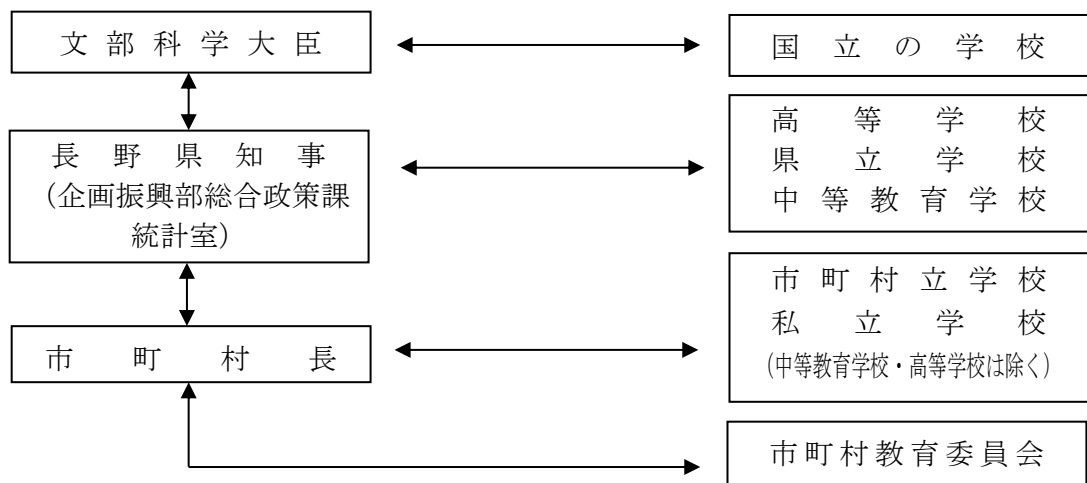 文部科学大臣
国立の学校
長野県知事
（企画振興部総合政策課
統計室）
高等学校
県立学校
中等教育学校
市町村長
市町村立学校
私立学校
(中等教育学校・高等学校は除く)
市町村教育委員会